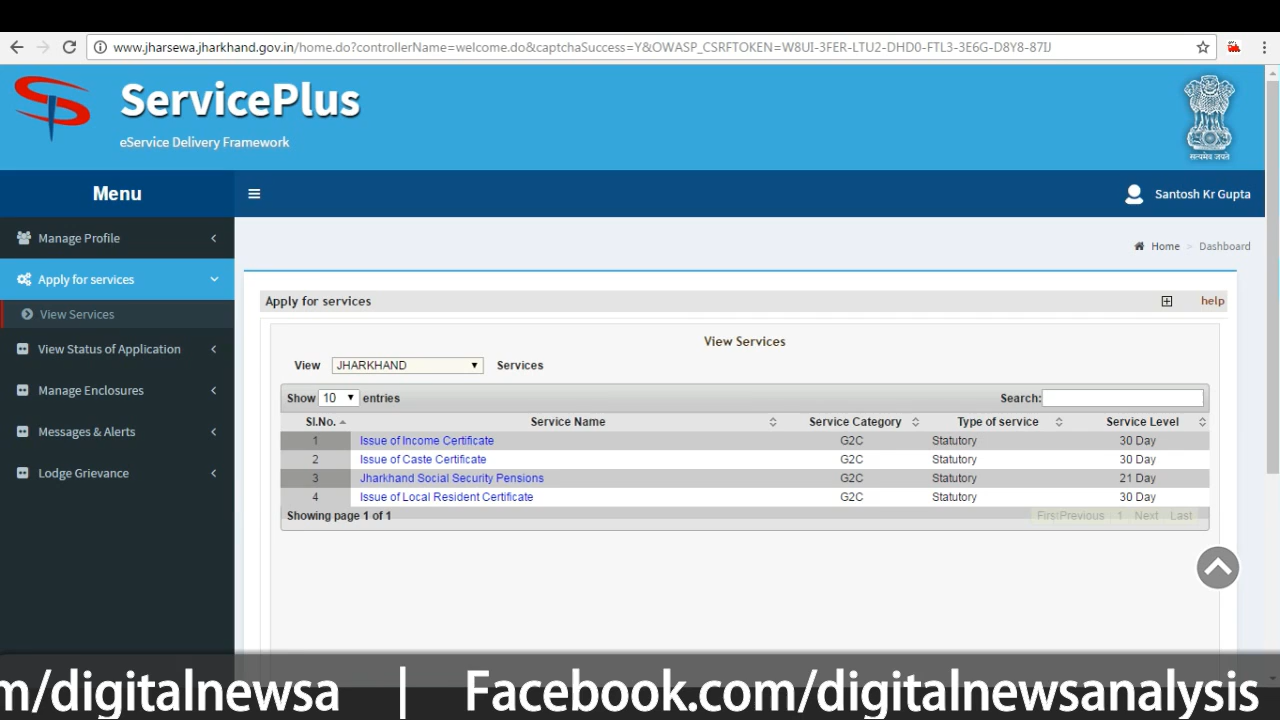 www.jharsewa.jharkhand.gov.in/home.do?controllerName=welcome.do&captchaSuccess=Y&OWASP_CSRFTOKEN=W8UI-3FER-LTU2-DHD0-FTL3-3E6G-D8Y8-87IJ
ServicePlus
eService Delivery Framework
सत्यमेव जयते
Menu
Santosh Kr Gupta
Manage Profile
Home > Dashboard
Apply for services
View Services
View Status of Application
Manage Enclosures
Messages & Alerts
Lodge Grievance
Apply for services help
View Services
View JHARKHAND Services
Show 10 entries Search:
Sl.No. Service Name Service Category Type of service Service Level
1 Issue of Income Certificate G2C Statutory 30 Day
2 Issue of Caste Certificate G2C Statutory 30 Day
3 Jharkhand Social Security Pensions G2C Statutory 21 Day
4 Issue of Local Resident Certificate G2C Statutory 30 Day
Showing page 1 of 1 First Previous 1 Next Last
m/digitalnewsa | Facebook.com/digitalnewsanalysis